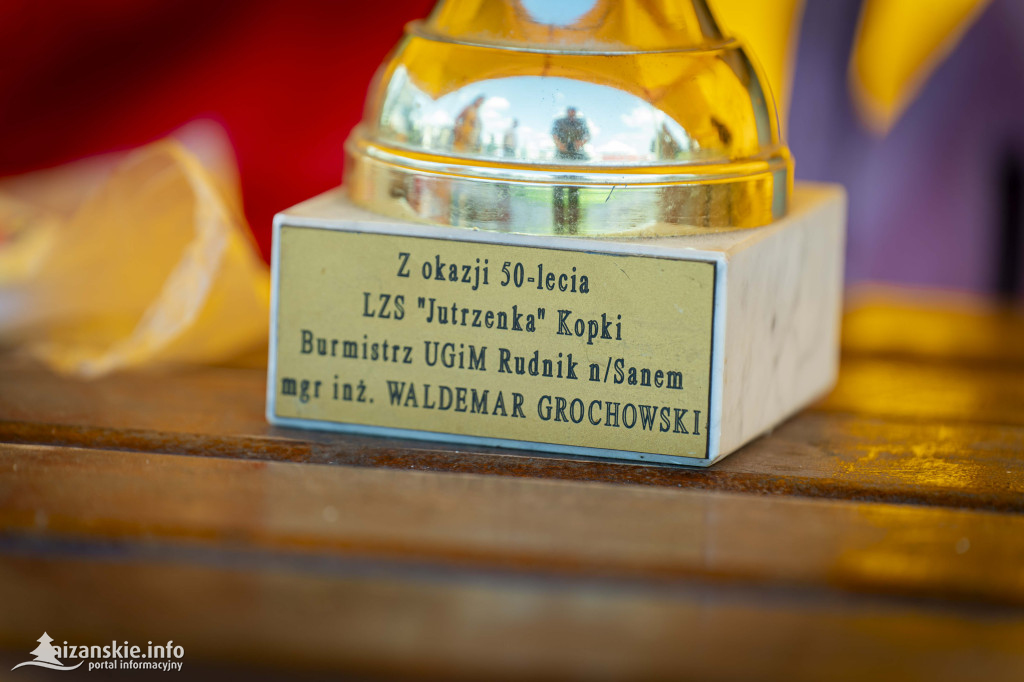 Z okazji 50-lecia
LZS "Jutrzenka" Kopki
Burmistrz UGiM Rudnik n/Sanem
mgr inż. WALDEMAR GROCHOWSKI
nizanskie.info
portal informacyjny